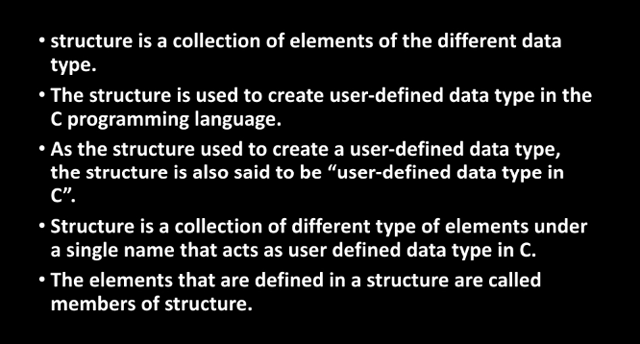 • structure is a collection of elements of the different data
type.
• The structure is used to create user-defined data type in the
C programming language.
• As the structure used to create a user-defined data type,
the structure is also said to be “user-defined data type in
C”.
• Structure is a collection of different type of elements under
a single name that acts as user defined data type in C.
• The elements that are defined in a structure are called
members of structure.